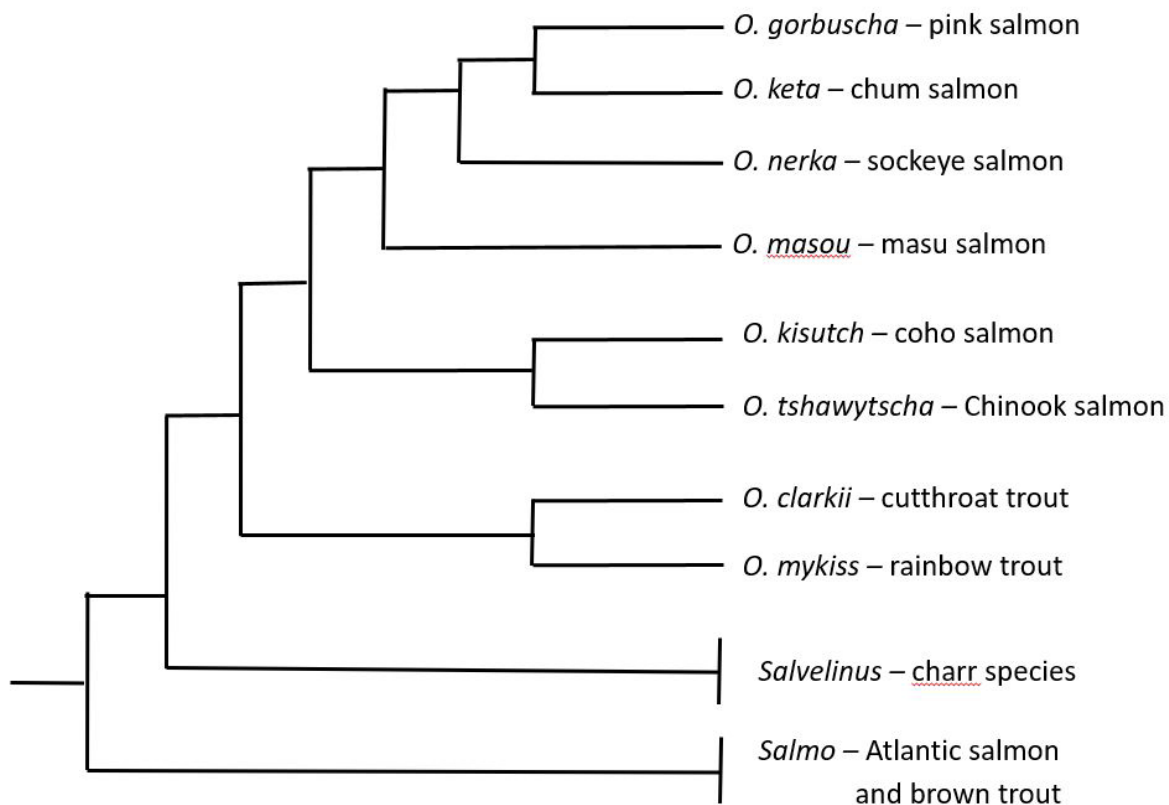 O. gorbuscha – pink salmon
O. keta – chum salmon
O. nerka – sockeye salmon
O. masou – masu salmon
O. kisutch – coho salmon
O. tshawytscha – Chinook salmon
O. clarkii – cutthroat trout
O. mykiss – rainbow trout
Salvelinus – charr species
Salmo – Atlantic salmon
and brown trout